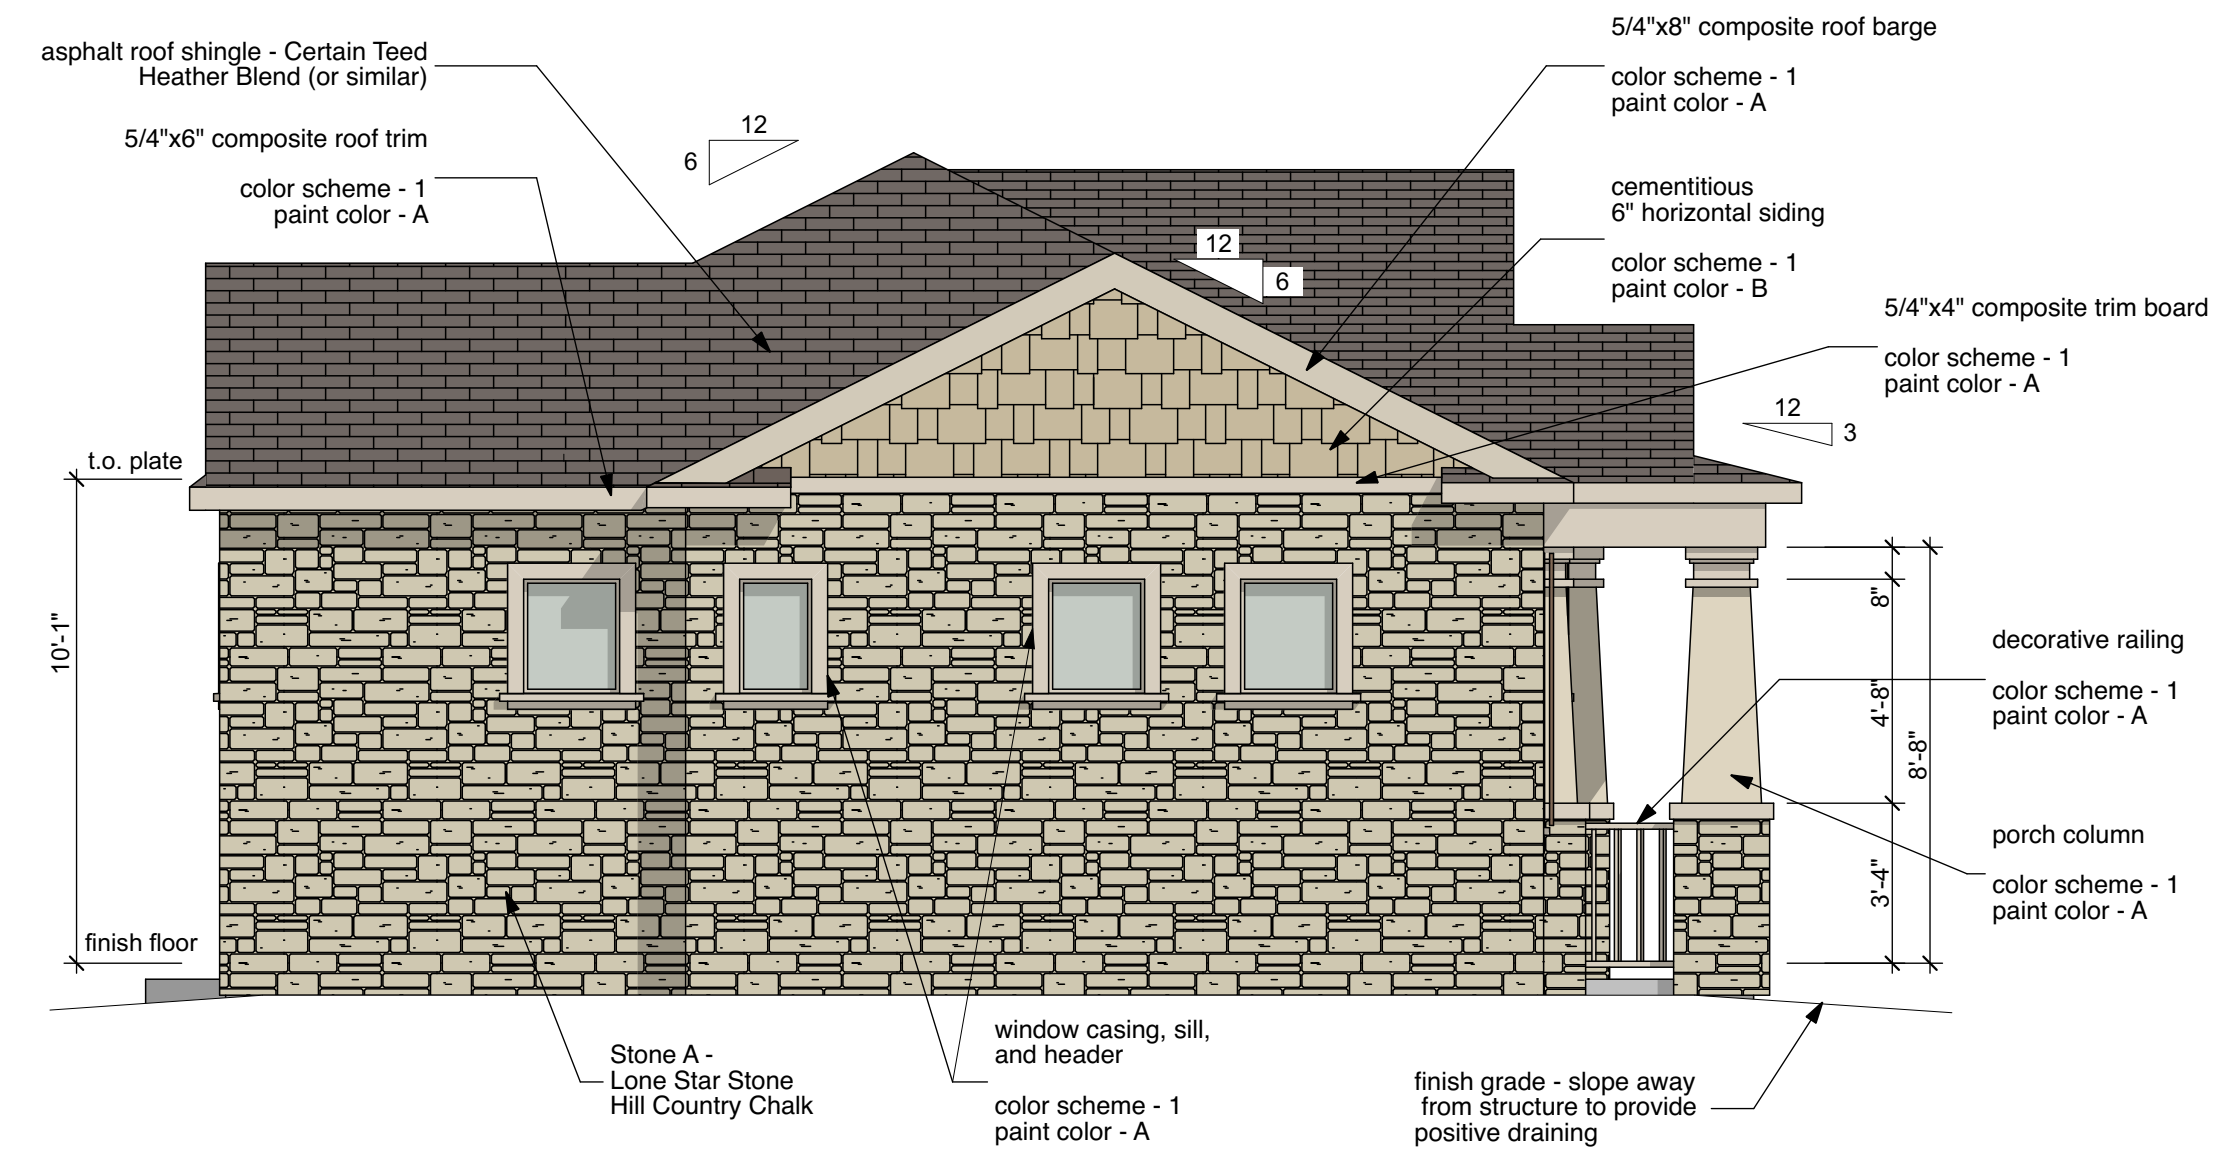 asphalt roof shingle - Certain Teed
Heather Blend (or similar)
5/4"x6" composite roof trim
color scheme - 1
paint color - A
12
6
5/4"x8" composite roof barge
color scheme - 1
paint color - A
cementitious
6" horizontal siding
color scheme - 1
paint color - B
12
6
5/4"x4" composite trim board
color scheme - 1
paint color - A
12
3
t.o. plate
10'-1"
finish floor
8"
4'-8"
8'-8"
3'-4"
decorative railing
color scheme - 1
paint color - A
porch column
color scheme - 1
paint color - A
Stone A -
Lone Star Stone
Hill Country Chalk
window casing, sill,
and header
color scheme - 1
paint color - A
finish grade - slope away
from structure to provide
positive draining